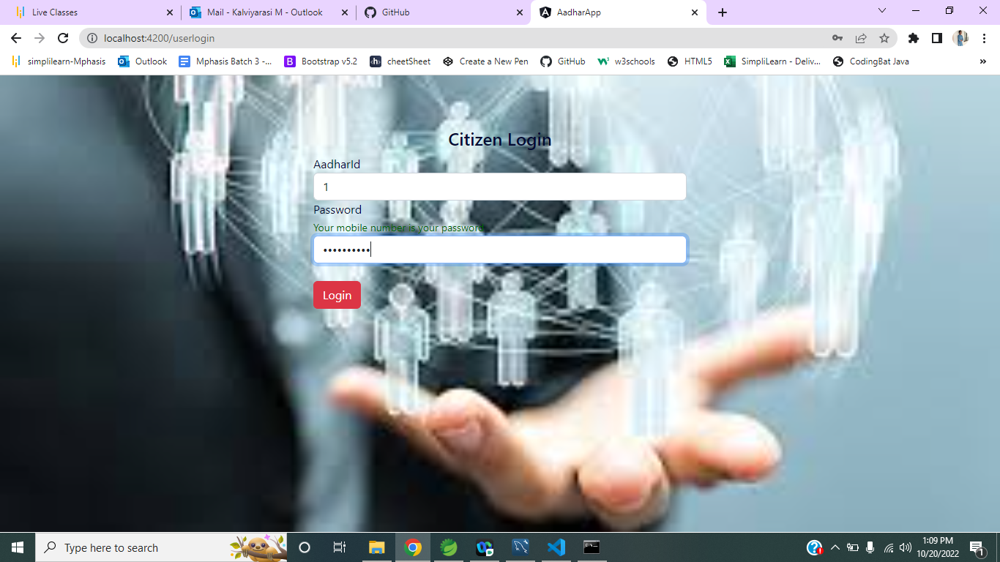 Live Classes
Mail - Kalviyarasi M - Outlook
GitHub
AadharApp
localhost:4200/userlogin
simplilearn-Mphasis
Outlook
Mphasis Batch 3 -...
Bootstrap v5.2
cheetSheet
Create a New Pen
GitHub
w3schools
HTML5
SimpliLearn - Deliv...
CodingBat Java
»
Citizen Login
AadharId
1
Password
Your mobile number is your password
••••••••••
Login
Type here to search
1:09 PM
10/20/2022
1